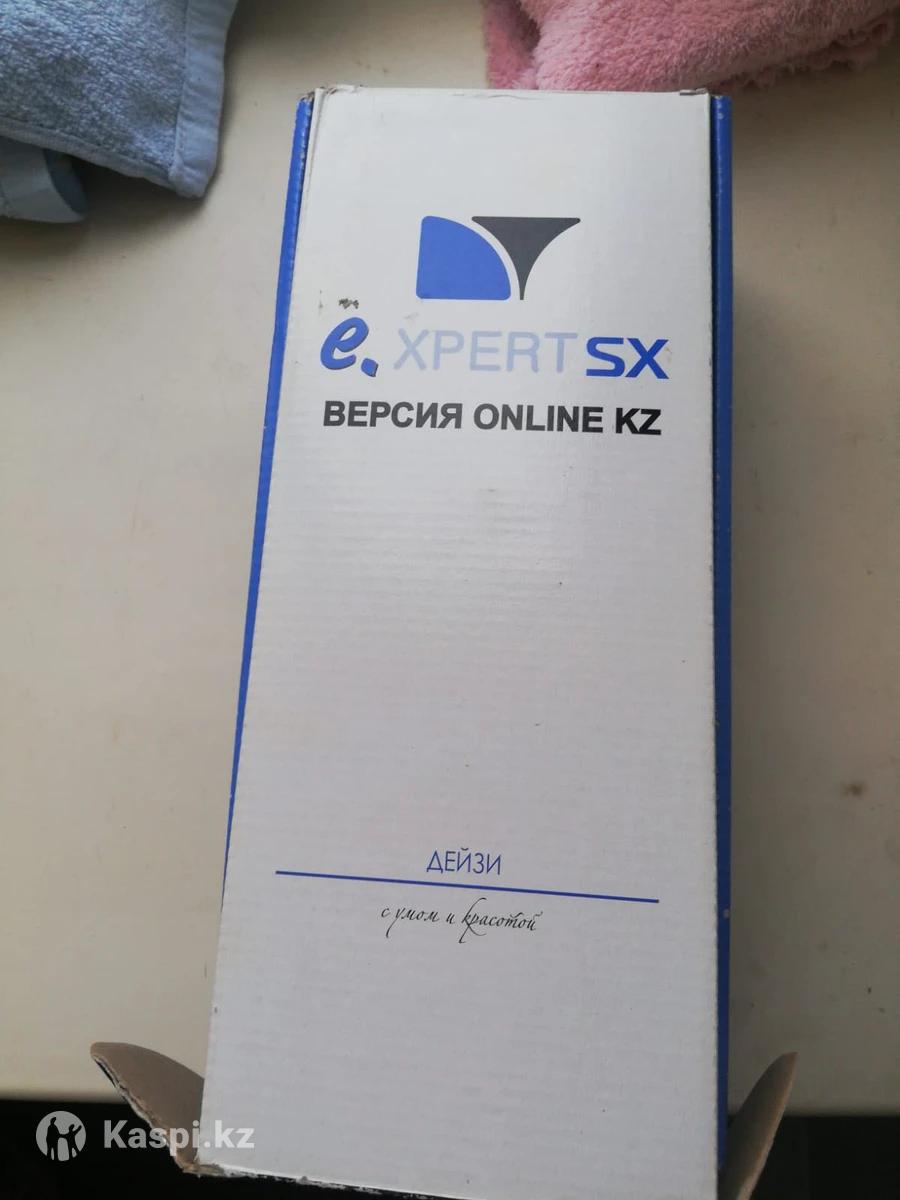 ё. XPERT SX
ВЕРСИЯ ONLINE KZ
ДЕЙЗИ
с умом и красотой
Kaspi.kz